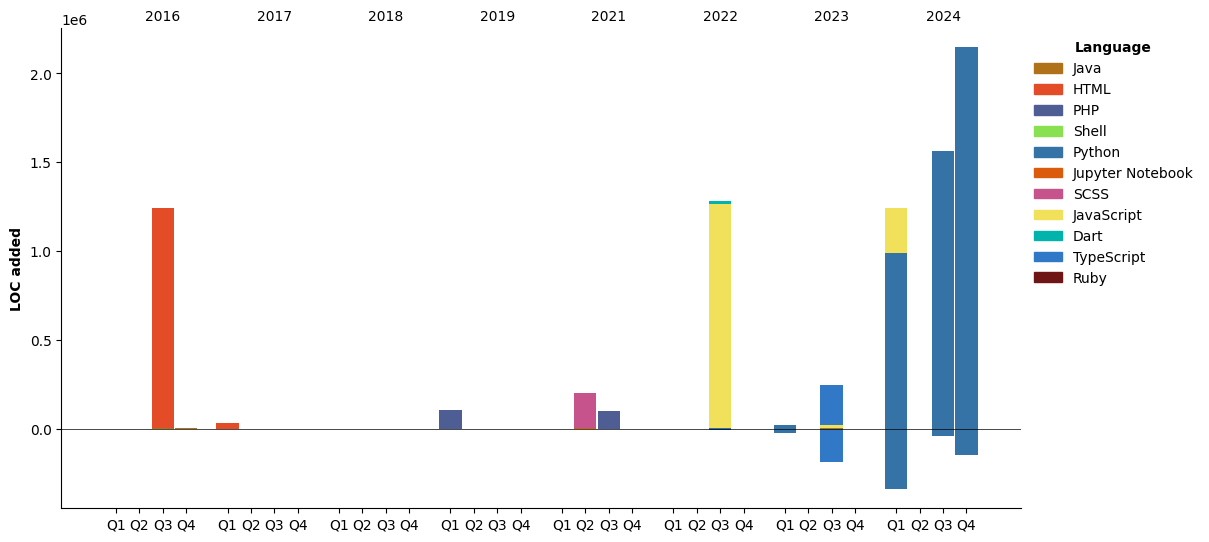 2016 2017 2018 2019 2021 2022 2023 2024
1e6
2.0
1.5
1.0
0.5
0.0
LOC added
Q1 Q2 Q3 Q4 Q1 Q2 Q3 Q4 Q1 Q2 Q3 Q4 Q1 Q2 Q3 Q4 Q1 Q2 Q3 Q4 Q1 Q2 Q3 Q4 Q1 Q2 Q3 Q4 Q1 Q2 Q3 Q4
Language
Java
HTML
PHP
Shell
Python
Jupyter Notebook
SCSS
JavaScript
Dart
TypeScript
Ruby